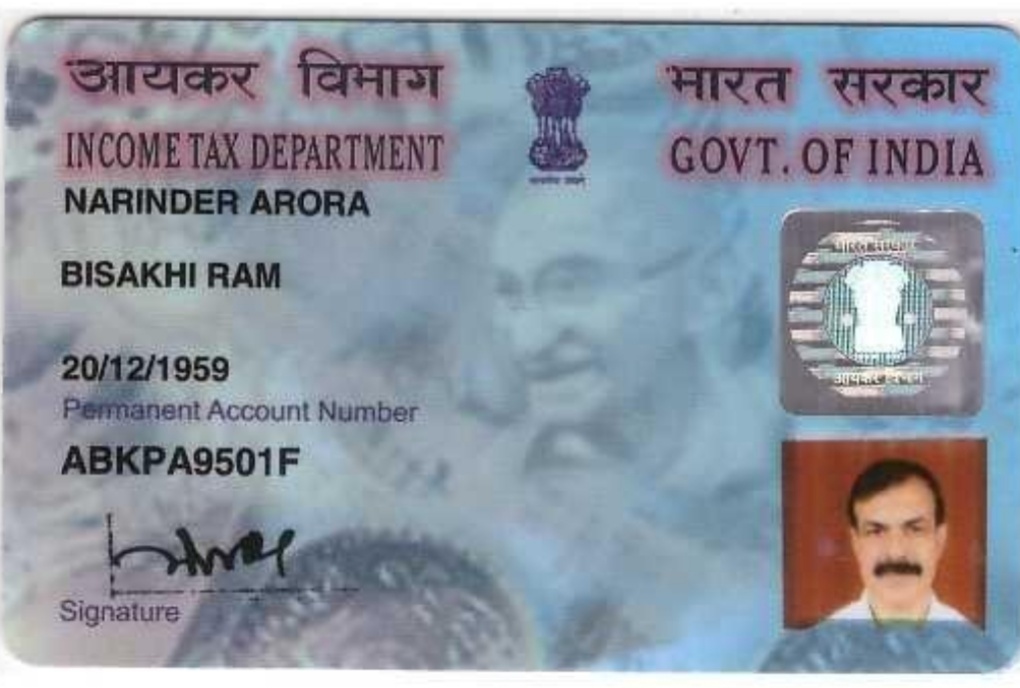 आयकर विभाग
भारत सरकार
INCOME TAX DEPARTMENT
GOVT. OF INDIA
NARINDER ARORA
BISAKHI RAM
20/12/1959
Permanent Account Number
ABKPA9501F
Signature